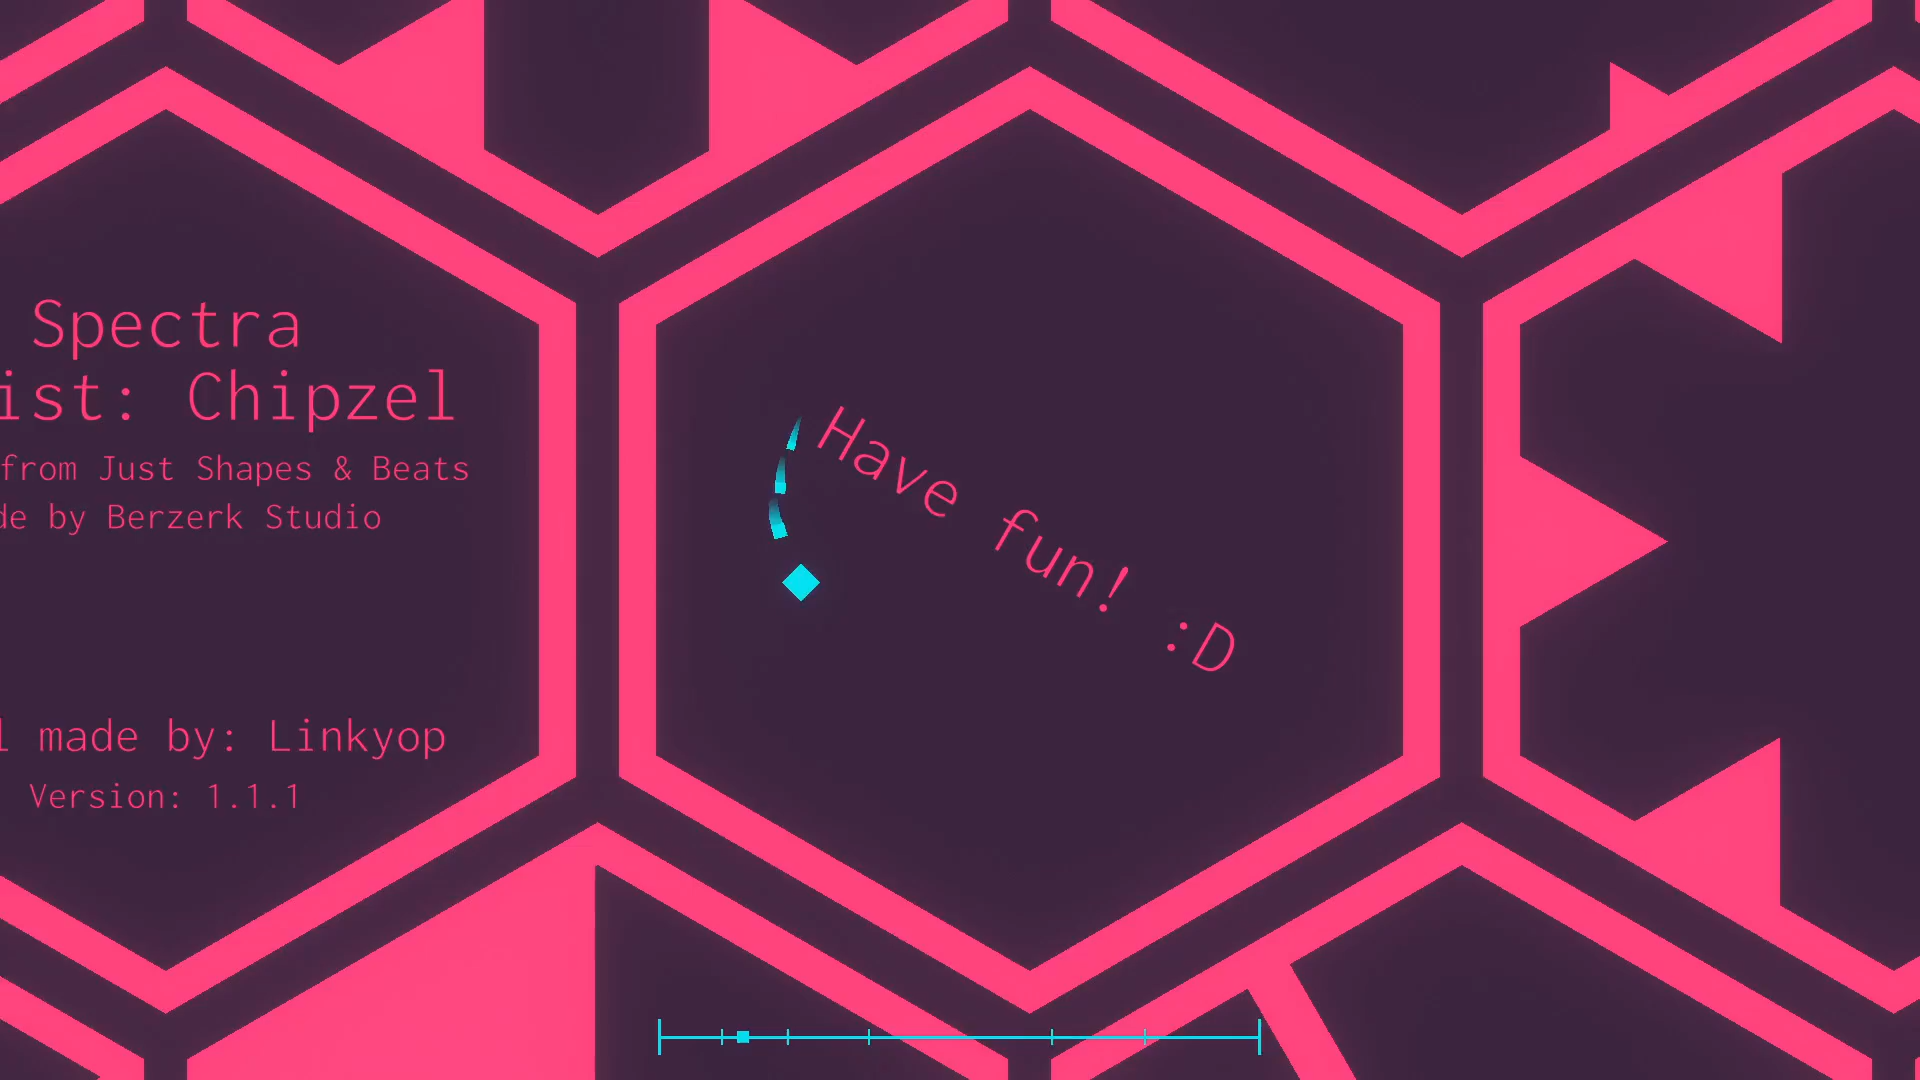 Spectra
ist: Chipzel
from Just Shapes & Beats
de by Berzerk Studio
l made by: Linkyop
Version: 1.1.1
Have fun! :D